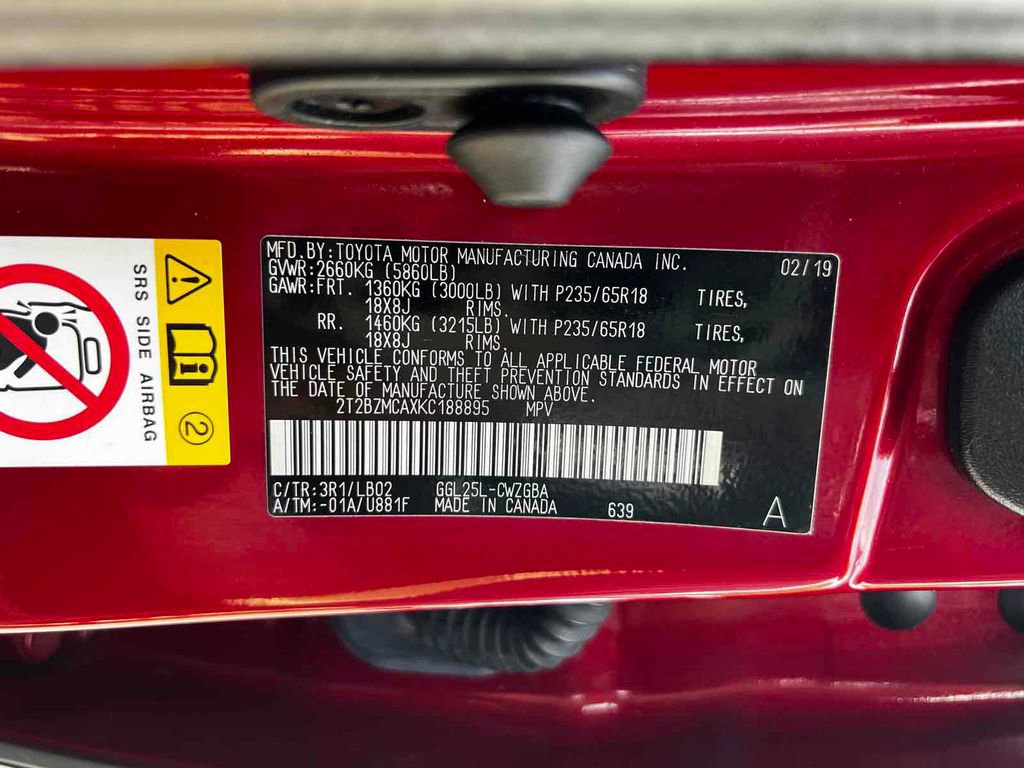 MFD.BY:TOYOTA MOTOR MANUFACTURING CANADA INC. 02/19
GVWR:2660KG (5860LB)
GAWR:FRT. 1360KG (3000LB) WITH P235/65R18 TIRES,
18X8J RIMS.
RR. 1460KG (3215LB) WITH P235/65R18 TIRES,
18X8J RIMS.
THIS VEHICLE CONFORMS TO ALL APPLICABLE FEDERAL MOTOR
VEHICLE SAFETY AND THEFT PREVENTION STANDARDS IN EFFECT ON
THE DATE OF MANUFACTURE SHOWN ABOVE.
2T2BZMCAXKC188895 MPV
C/TR:3R1/LB02 GGL25L-CWZGBA
A/TM:-01A/U881F MADE IN CANADA 639 A
SRS SIDE AIRBAG
2